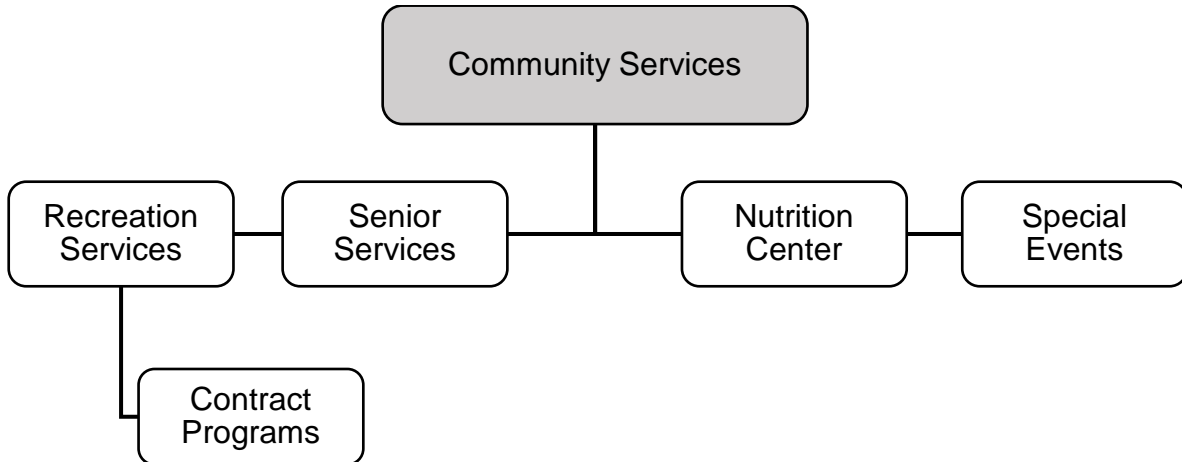 Community Services
Recreation
Services
Senior
Services
Nutrition
Center
Special
Events
Contract
Programs